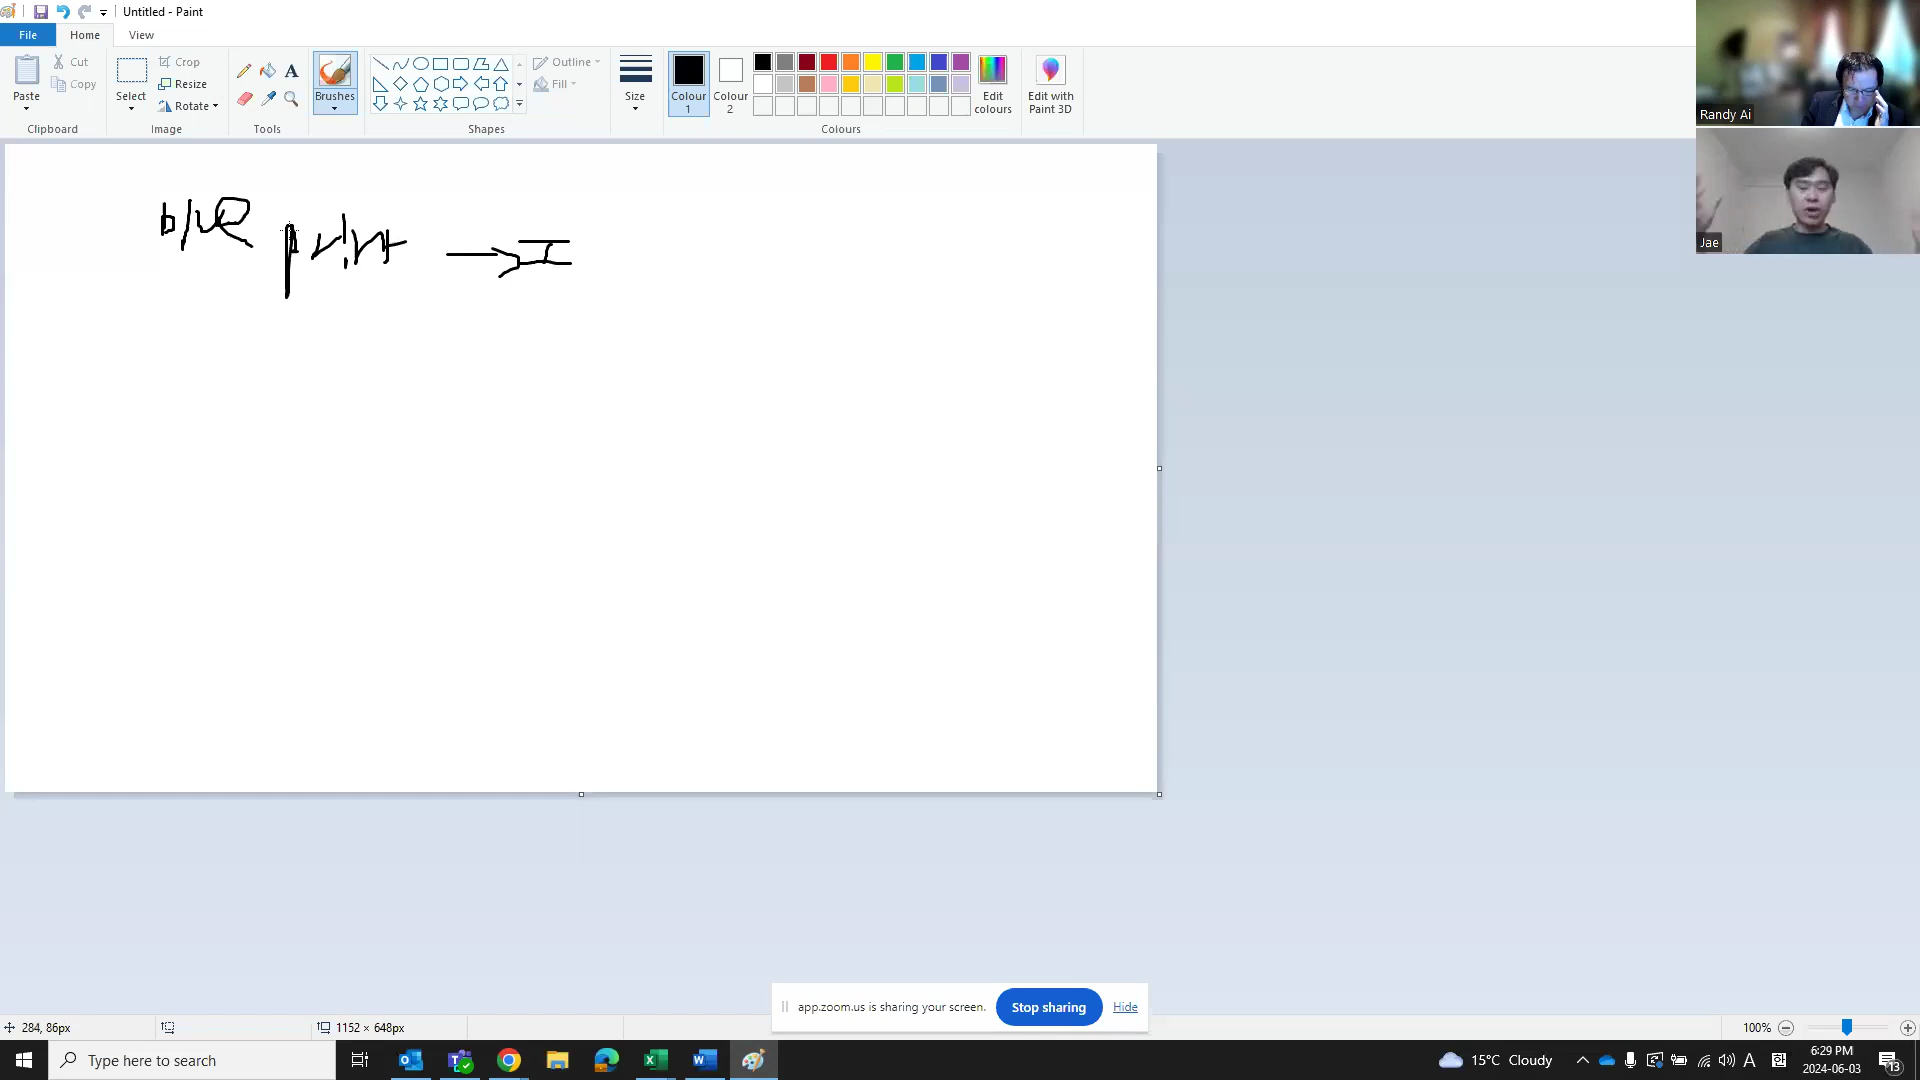 Untitled - Paint
File Home View
Paste Cut Copy Clipboard
Select Crop Resize Rotate Image
A Tools
Brushes
Outline Fill Shapes
Size
Colour 1 Colour 2 Edit colours Colours
Edit with Paint 3D
Randy Ai
Jae
blue print → I
app.zoom.us is sharing your screen. Stop sharing Hide
284, 86px 1152 × 648px 100%
Type here to search 15°C Cloudy A 6:29 PM 2024-06-03 13